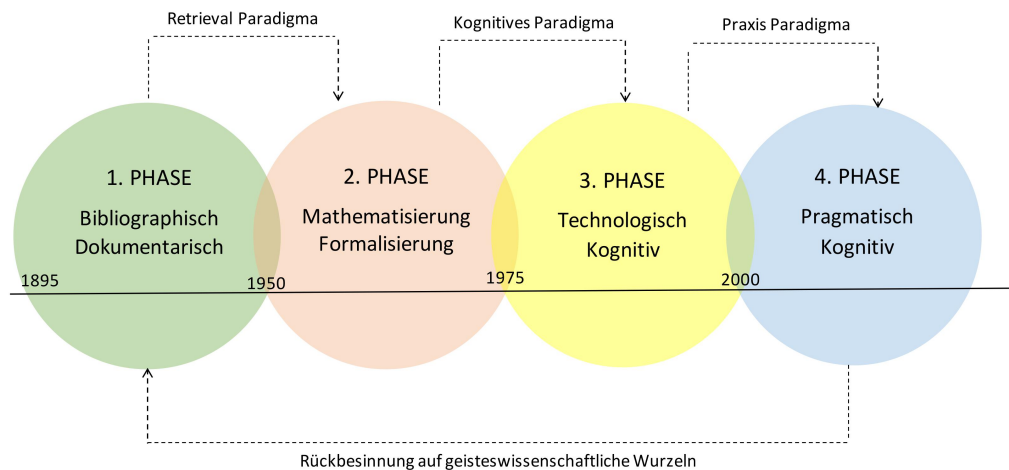 Retrieval Paradigma
Kognitives Paradigma
Praxis Paradigma
1. PHASE
Bibliographisch
Dokumentarisch
2. PHASE
Mathematisierung
Formalisierung
3. PHASE
Technologisch
Kognitiv
4. PHASE
Pragmatisch
Kognitiv
1895
1950
1975
2000
Rückbesinnung auf geisteswissenschaftliche Wurzeln